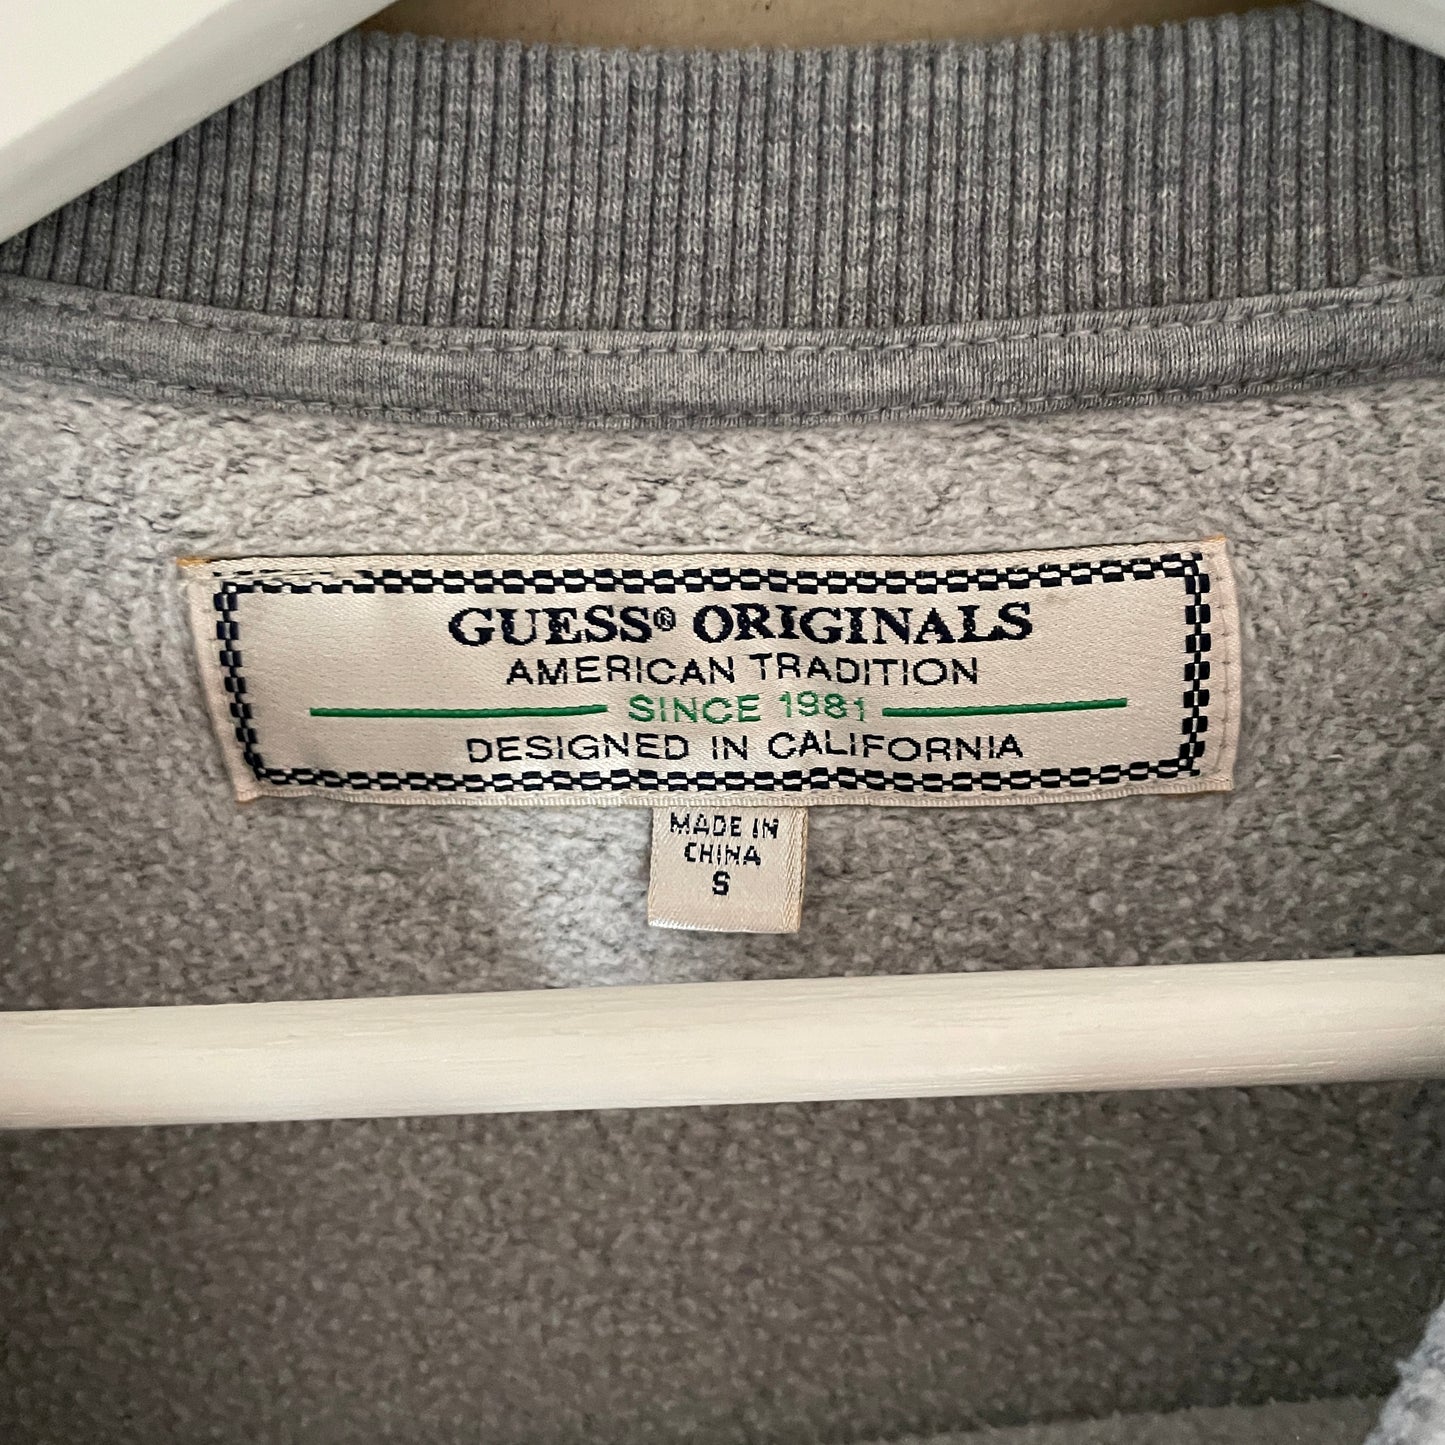 GUESS® ORIGINALS
AMERICAN TRADITION
SINCE 1981
DESIGNED IN CALIFORNIA
MADE IN
CHINA
S